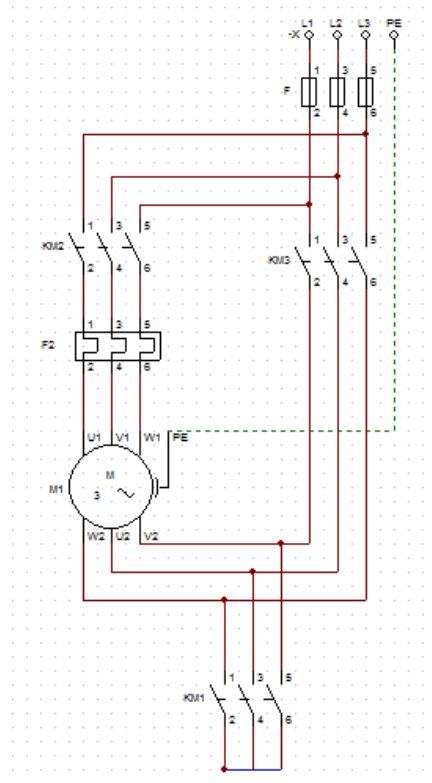 L1 L2 L3 PE
-X
1 3 5
F
2 4 6
1 3 5
KM2
2 4 6
1 3 5
KM3
2 4 6
1 3 5
F2
2 4 6
U1 V1 W1 PE
M
M1
3
W2 U2 V2
1 3 5
KM1
2 4 6